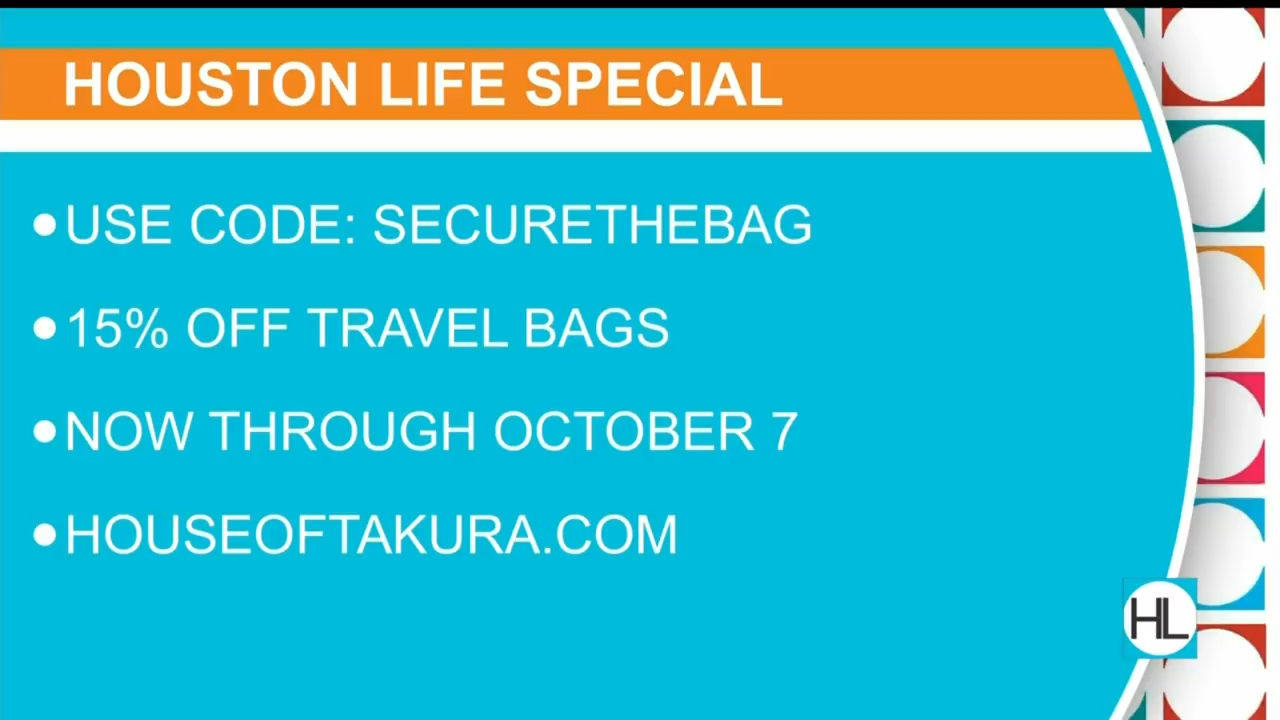 HOUSTON LIFE SPECIAL
•USE CODE: SECURETHEBAG
•15% OFF TRAVEL BAGS
•NOW THROUGH OCTOBER 7
•HOUSEOFTAKURA.COM
HL